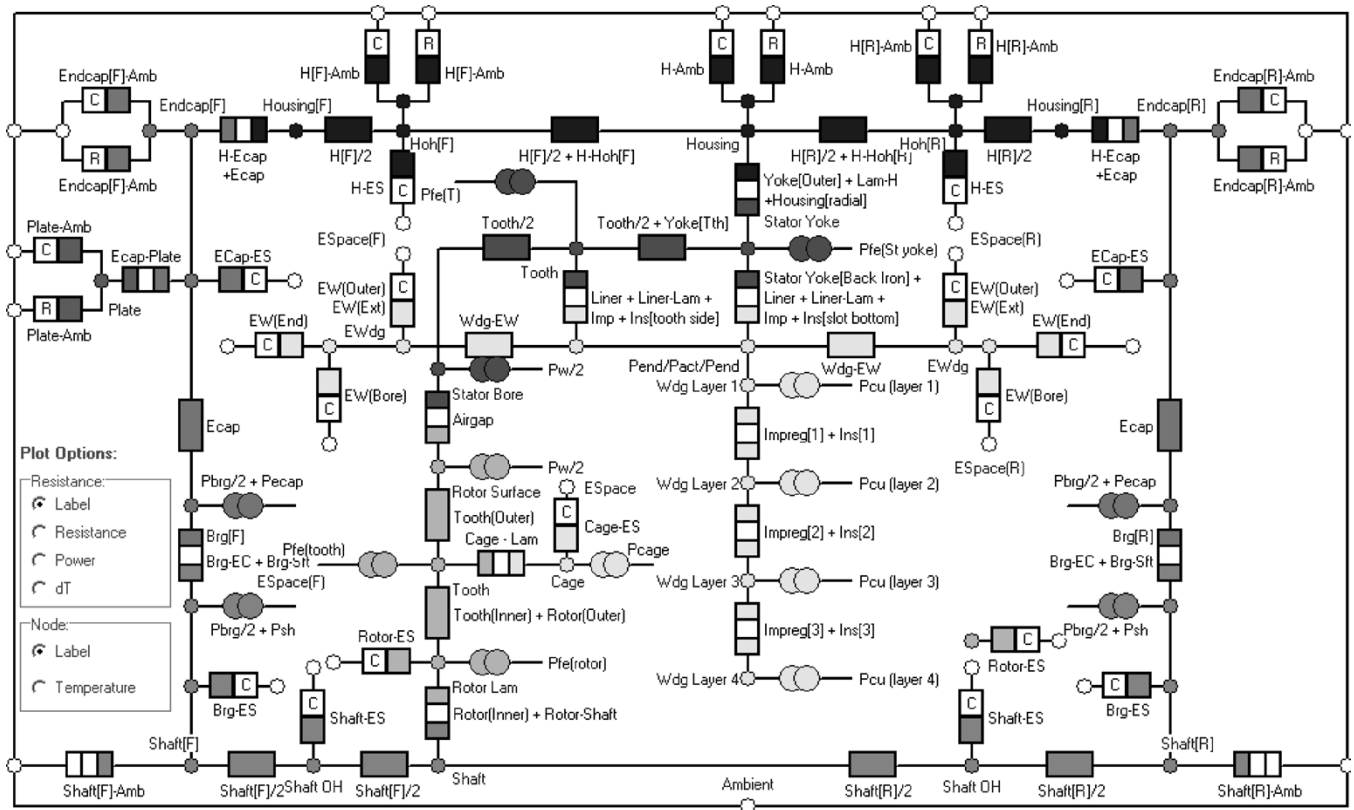 C
R
C
R
C
R
H[F]-Amb
H[F]-Amb
H-Amb
H-Amb
H[R]-Amb
H[R]-Amb
Endcap[F]-Amb
Endcap[R]-Amb
C
Endcap[F]
Housing[F]
Housing[R]
Endcap[R]
C
R
H-Ecap
+Ecap
H[F]/2
Hoh[F]
H[F]/2 + H-Hoh[F]
Housing
H[R]/2 + H-Hoh[R]
Hoh[R]
H[R]/2
H-Ecap
+Ecap
R
Endcap[F]-Amb
Endcap[R]-Amb
H-ES
C
Pfe(T)
Yoke[Outer] + Lam-H
+Housing[radial]
H-ES
C
Plate-Amb
C
ESpace(F)
Tooth/2
Tooth/2 + Yoke[Tth]
Stator Yoke
Pfe(St yoke)
ESpace(R)
Ecap-Plate
ECap-ES
C
Tooth
ECap-ES
C
R
Plate
Plate-Amb
EW(Outer)
EW(Ext)
C
Liner + Liner-Lam +
Imp + Ins[tooth side]
Stator Yoke[Back Iron] +
Liner + Liner-Lam +
Imp + Ins[slot bottom]
C
EW(Outer)
EW(Ext)
EW(End)
C
EWdg
Wdg-EW
EW(End)
C
Pend/Pact/Pend
Wdg-EW
EWdg
Pw/2
EW(Bore)
C
Stator Bore
Airgap
Wdg Layer 1
Pcu (layer 1)
EW(Bore)
C
Ecap
Impreg[1] + Ins[1]
Ecap
Plot Options:
Resistance:
Label
Resistance
Power
dT
Node:
Label
Temperature
Pw/2
Rotor Surface
ESpace
ESpace(R)
Pbrg/2 + Pecap
Tooth(Outer)
C
Cage-ES
Wdg Layer 2
Pcu (layer 2)
Pbrg/2 + Pecap
Brg[F]
Brg-EC + Brg-Sft
Pfe(tooth)
Cage - Lam
Pcage
Impreg[2] + Ins[2]
Brg[R]
Brg-EC + Brg-Sft
ESpace(F)
Tooth
Cage
Wdg Layer 3
Pcu (layer 3)
Pbrg/2 + Psh
Tooth(Inner) + Rotor(Outer)
Impreg[3] + Ins[3]
Pbrg/2 + Psh
Rotor-ES
C
Pfe(rotor)
C
Rotor-ES
Rotor Lam
Wdg Layer 4
Pcu (layer 4)
C
Brg-ES
C
Shaft-ES
Rotor(Inner) + Rotor-Shaft
C
Shaft-ES
C
Brg-ES
Shaft[F]
Shaft[R]
Shaft[F]-Amb
Shaft[F]/2
Shaft OH
Shaft[F]/2
Shaft
Ambient
Shaft[R]/2
Shaft OH
Shaft[R]/2
Shaft[R]-Amb